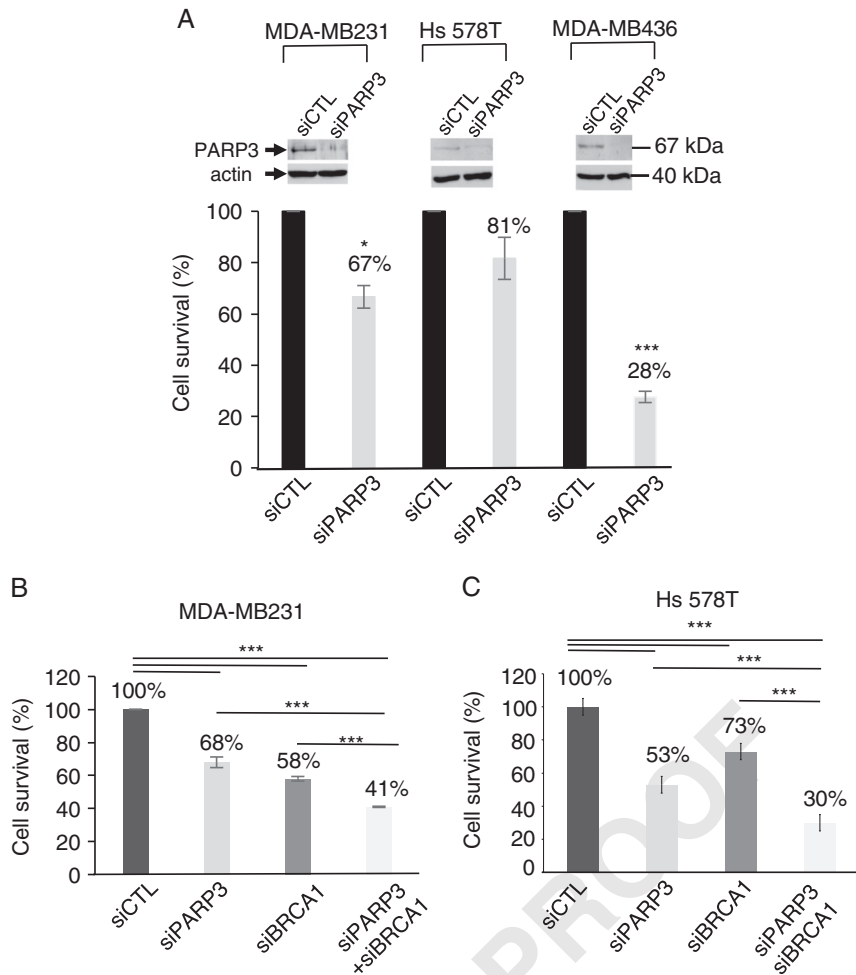 A
MDA-MB231 Hs 578T MDA-MB436
siCTL siPARP3 siCTL siPARP3 siCTL siPARP3
PARP3 67 kDa
actin 40 kDa
Cell survival (%)
100
80
60
40
20
0
*
67%
81%
***
28%
siCTL siPARP3 siCTL siPARP3 siCTL siPARP3
B
MDA-MB231
***
***
***
Cell survival (%)
120
100
80
60
40
20
0
100%
68%
58%
41%
siCTL
siPARP3
siBRCA1
siPARP3
+siBRCA1
C
Hs 578T
***
***
***
Cell survival (%)
120
100
80
60
40
20
0
100%
53%
73%
30%
siCTL
siPARP3
siBRCA1
siPARP3
siBRCA1
PROOF